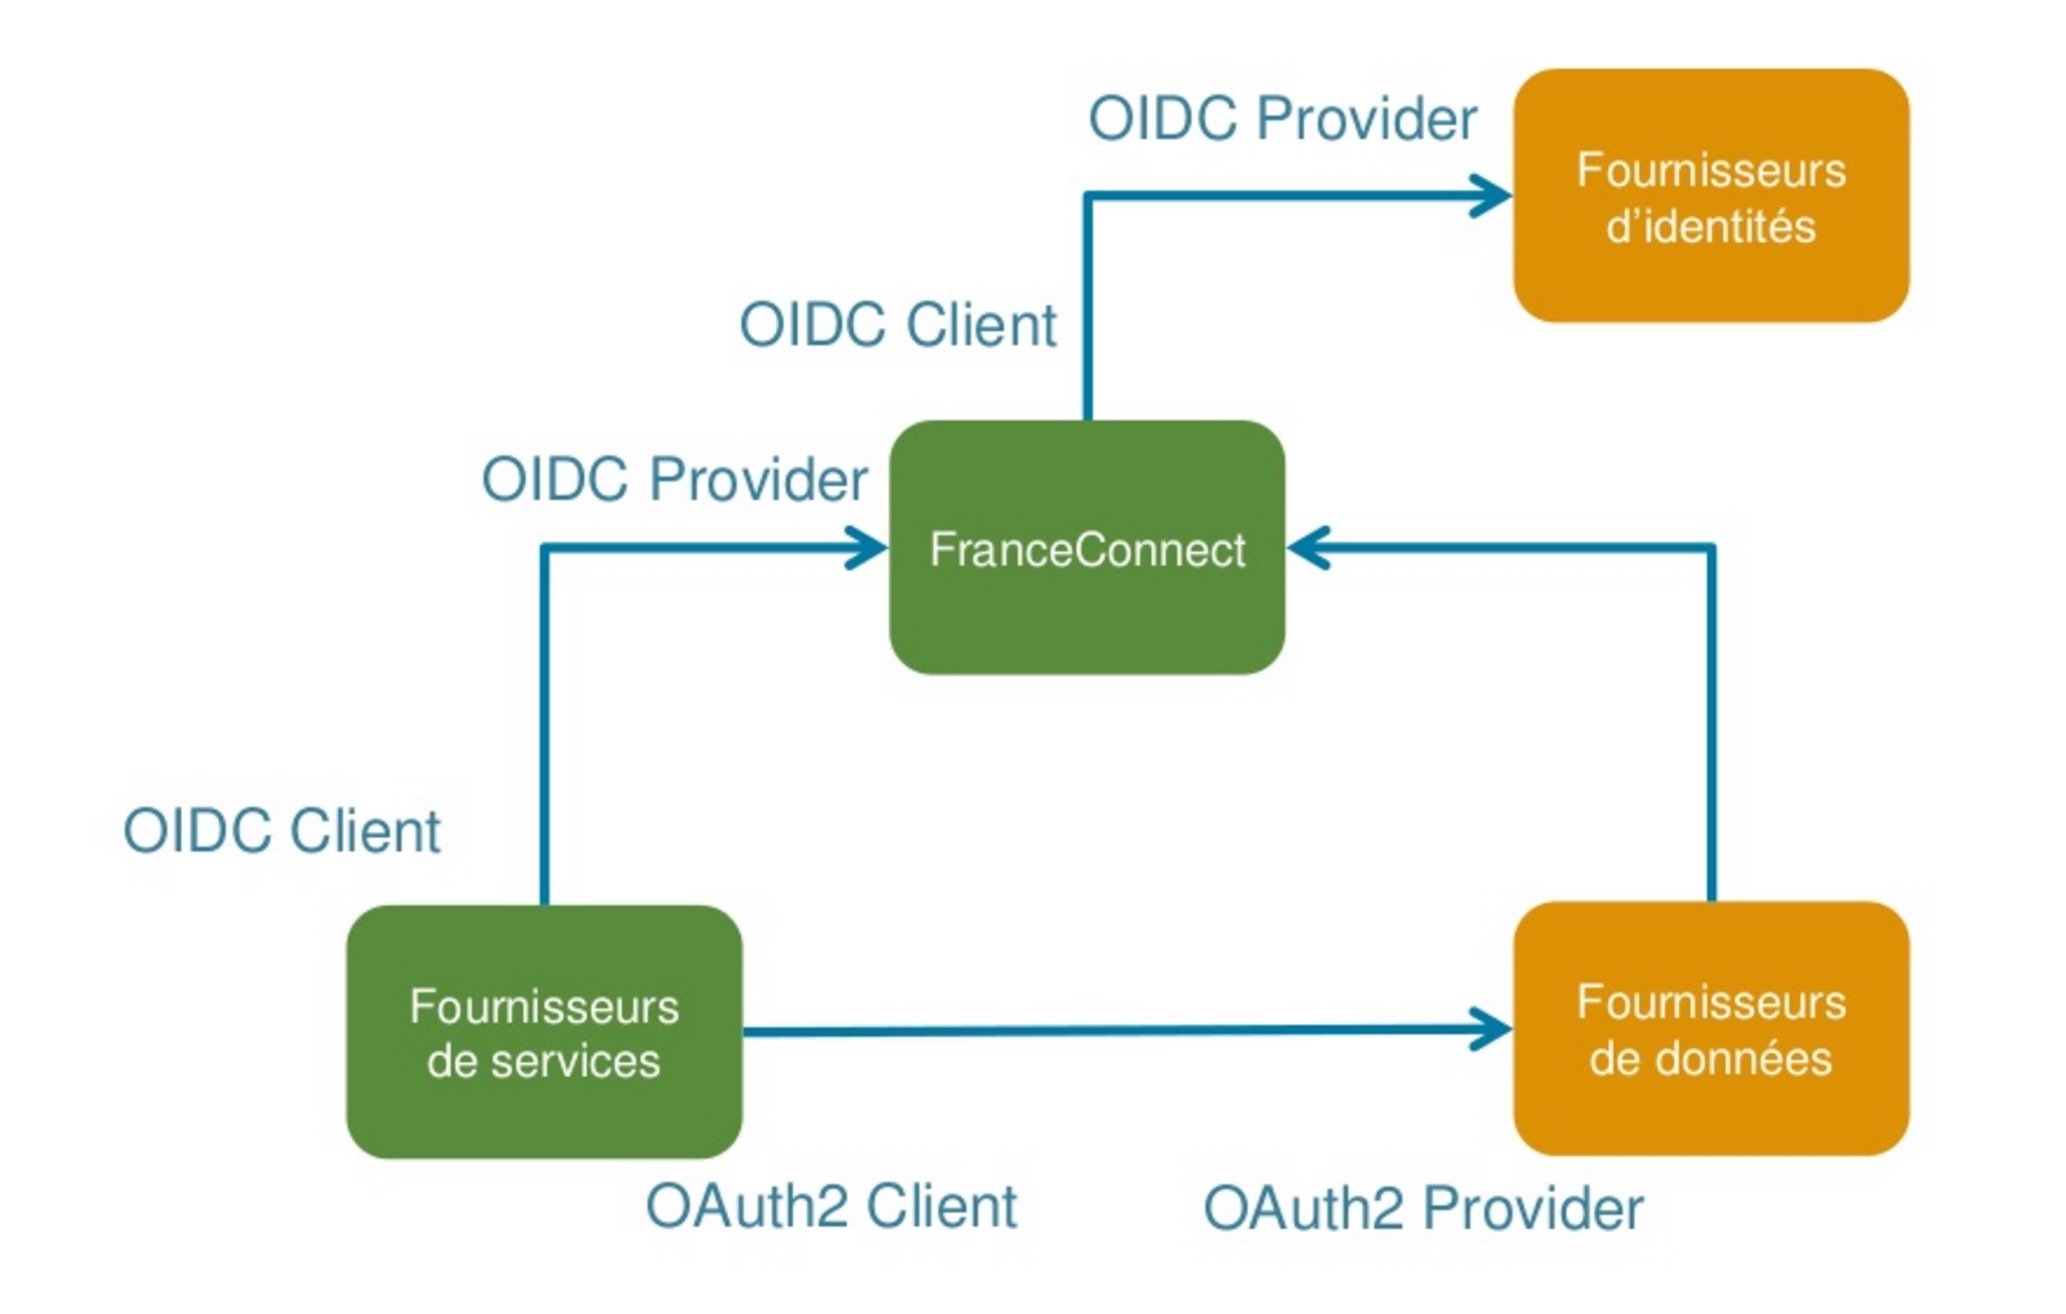 OIDC Provider
Fournisseurs
d’identités
OIDC Client
OIDC Provider
FranceConnect
OIDC Client
Fournisseurs
de services
Fournisseurs
de données
OAuth2 Client
OAuth2 Provider